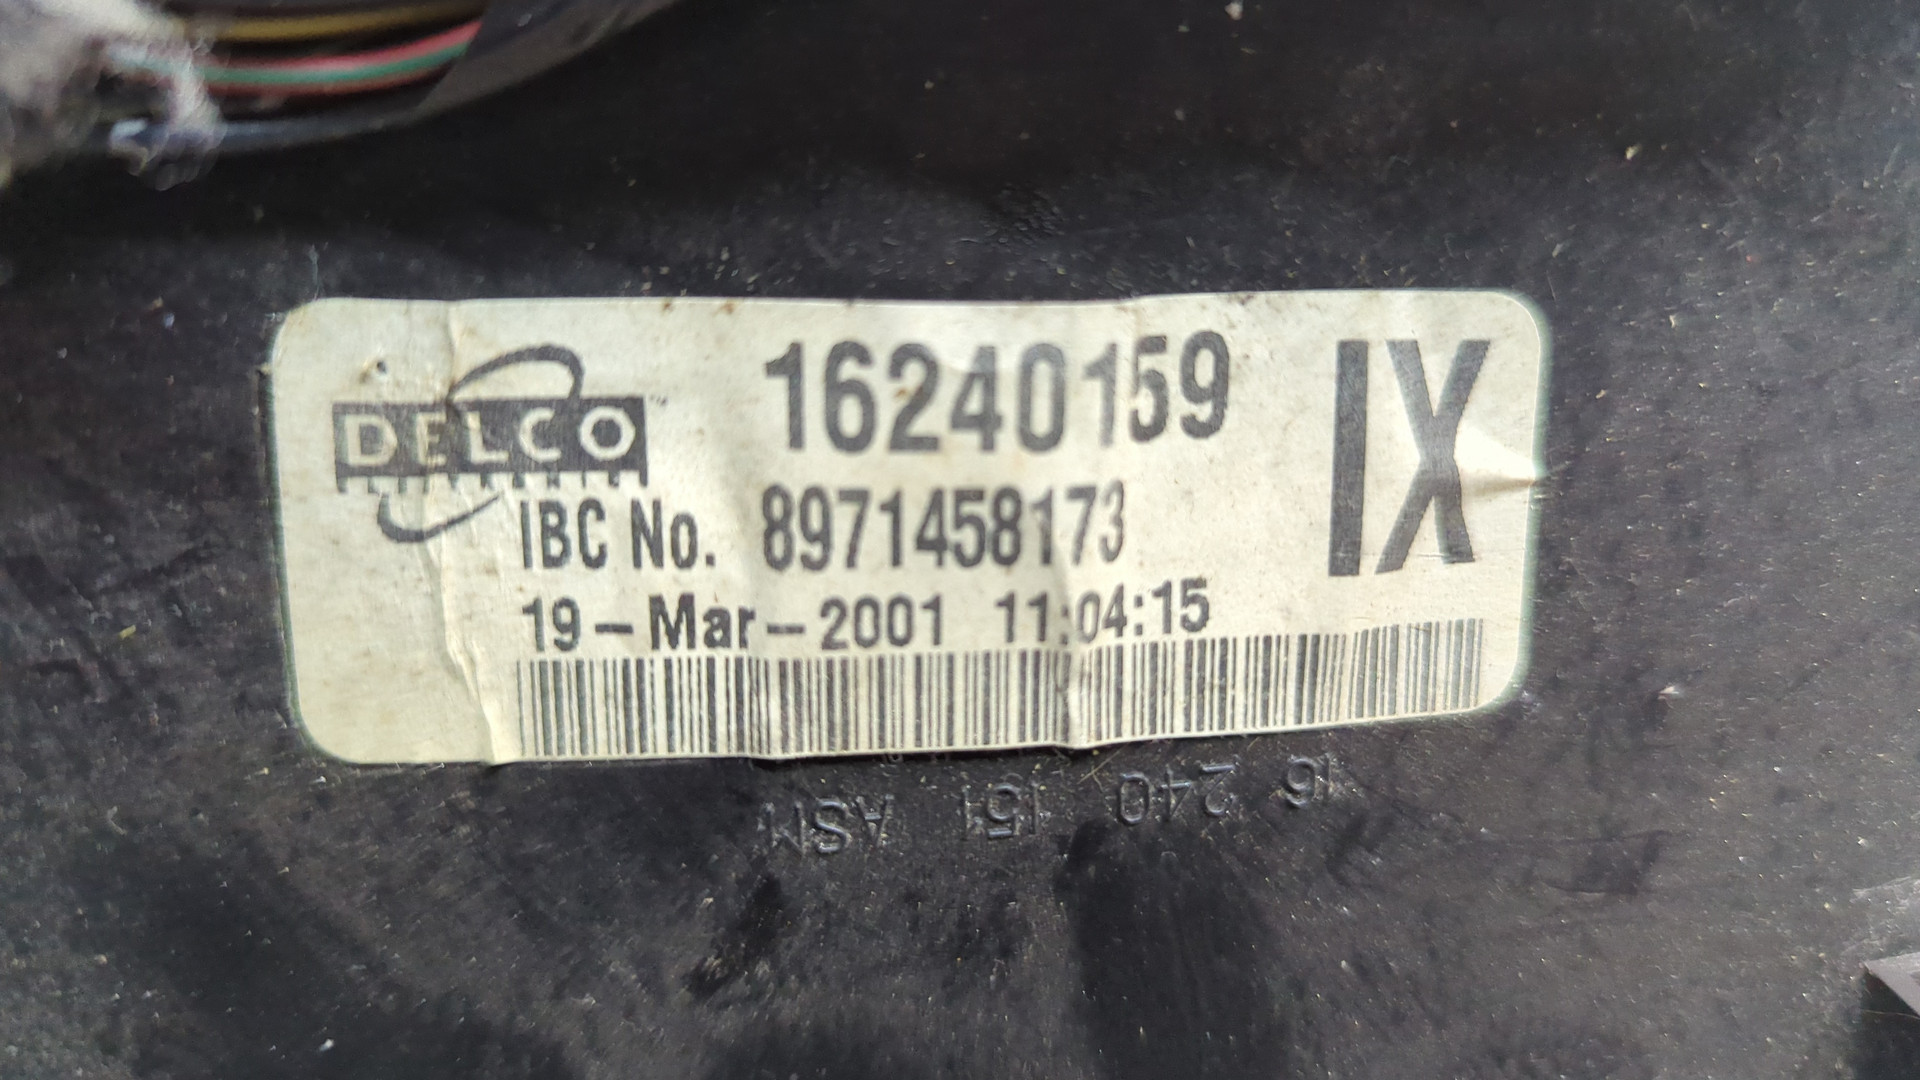 DELCO
16240159
IX
IBC No. 8971458173
19-Mar-2001 11:04:15
16 240 151 ASM